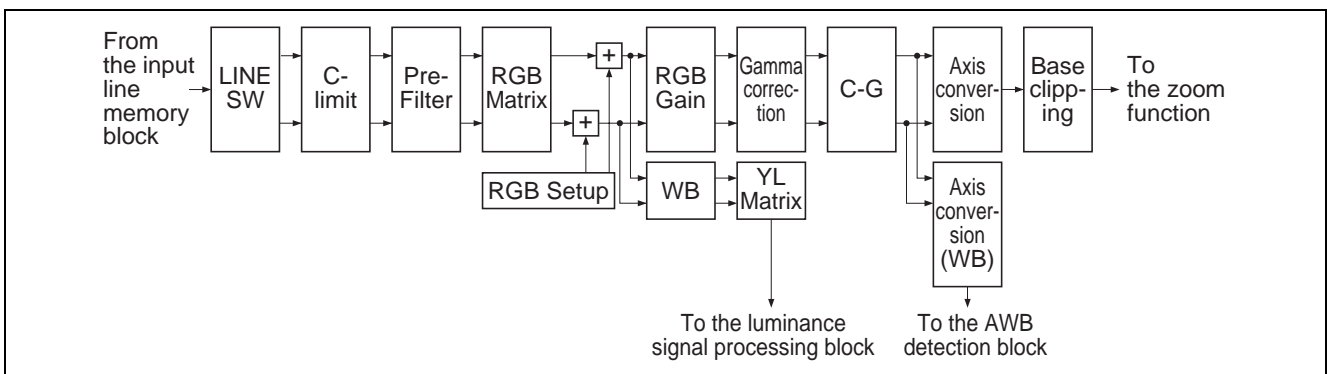 From
the input
line
memory
block
LINE
SW
C-
limit
Pre-
Filter
RGB
Matrix
+
+
RGB Setup
RGB
Gain
WB
Gamma
correc-
tion
YL
Matrix
C-G
Axis
conver-
sion
Axis
conver-
sion
(WB)
Base
clipp-
ing
To
the zoom
function
To the luminance
signal processing block
To the AWB
detection block